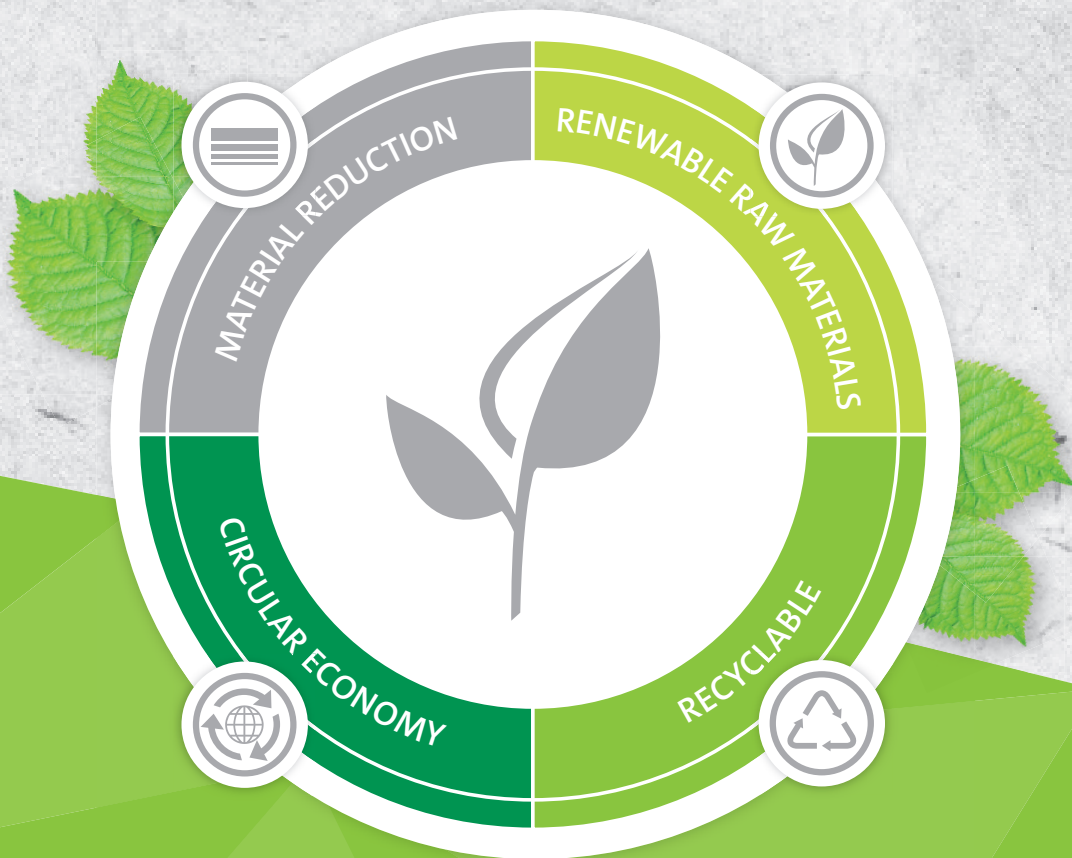 MATERIAL REDUCTION
RENEWABLE RAW MATERIALS
CIRCULAR ECONOMY
RECYCLABLE